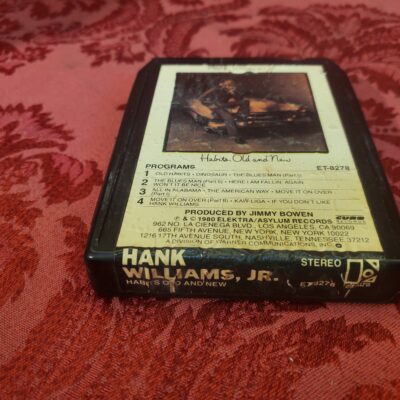 Habits Old and New
PROGRAMS ET-8278
1 OLD HABITS • DINOSAUR • THE BLUES MAN (Part I)
2 THE BLUES MAN (Part II) • HERE I AM FALLIN' AGAIN
WON'T IT BE NICE
3 ALL IN ALABAMA • THE AMERICAN WAY • MOVE IT ON OVER
(Part I)
4 MOVE IT ON OVER (Part II) • KAW-LIGA • IF YOU DON'T LIKE
HANK WILLIAMS
PRODUCED BY JIMMY BOWEN
℗ & © 1980 ELEKTRA/ASYLUM RECORDS
962 NO. LA CIENEGA BLVD., LOS ANGELES, CA 90069
665 FIFTH AVENUE, NEW YORK, NEW YORK 10022
1216 17TH AVENUE SOUTH, NASHVILLE, TENNESSEE 37212
A DIVISION OF WARNER COMMUNICATIONS, INC.
CURB
HANK
WILLIAMS, JR.
HABITS OLD AND NEW
STEREO
ET-8278